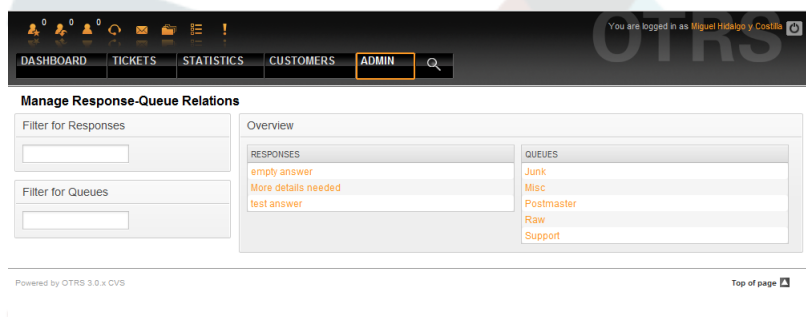 0 0 0
OTRS
You are logged in as Miguel Hidalgo y Costilla
DASHBOARD TICKETS STATISTICS CUSTOMERS ADMIN
Manage Response-Queue Relations
Filter for Responses
Filter for Queues
Overview
RESPONSES
empty answer
More details needed
test answer
QUEUES
Junk
Misc
Postmaster
Raw
Support
Powered by OTRS 3.0.x CVS
Top of page